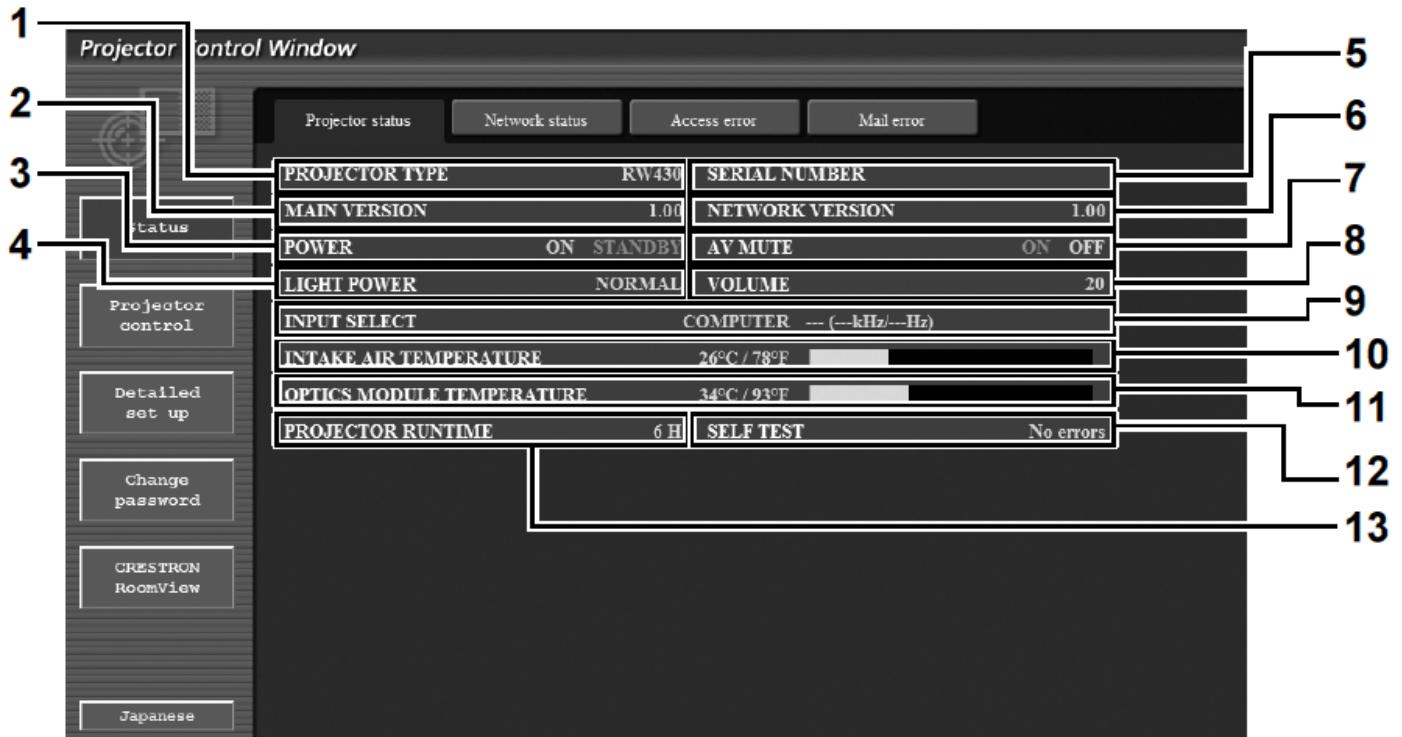 1
2
3
4
5
6
7
8
9
10
11
12
13
Projector Control Window
Projector status Network status Access error Mail error
PROJECTOR TYPE RW430 SERIAL NUMBER
MAIN VERSION 1.00 NETWORK VERSION 1.00
POWER ON STANDBY AV MUTE ON OFF
LIGHT POWER NORMAL VOLUME 20
INPUT SELECT COMPUTER --- (---kHz/---Hz)
INTAKE AIR TEMPERATURE 26°C / 78°F
OPTICS MODULE TEMPERATURE 34°C / 93°F
PROJECTOR RUNTIME 6 H SELF TEST No errors
Status
Projector
control
Detailed
set up
Change
password
CRESTRON
RoomView
Japanese